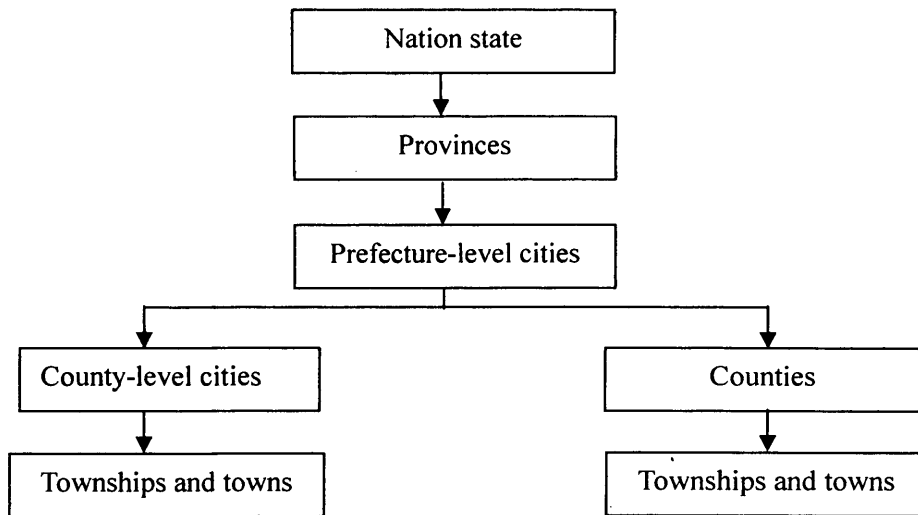 Nation state
Provinces
Prefecture-level cities
County-level cities
Counties
Townships and towns
Townships and towns